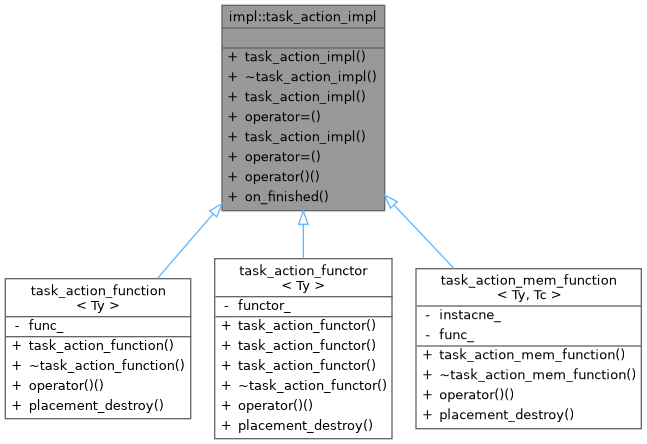 impl::task_action_impl
+ task_action_impl()
+ ~task_action_impl()
+ task_action_impl()
+ operator=()
+ task_action_impl()
+ operator=()
+ operator()()
+ on_finished()
task_action_function
< Ty >
- func_
+ task_action_function()
+ ~task_action_function()
+ operator()()
+ placement_destroy()
task_action_functor
< Ty >
- functor_
+ task_action_functor()
+ task_action_functor()
+ task_action_functor()
+ ~task_action_functor()
+ operator()()
+ placement_destroy()
task_action_mem_function
< Ty, Tc >
- instacne_
- func_
+ task_action_mem_function()
+ ~task_action_mem_function()
+ operator()()
+ placement_destroy()